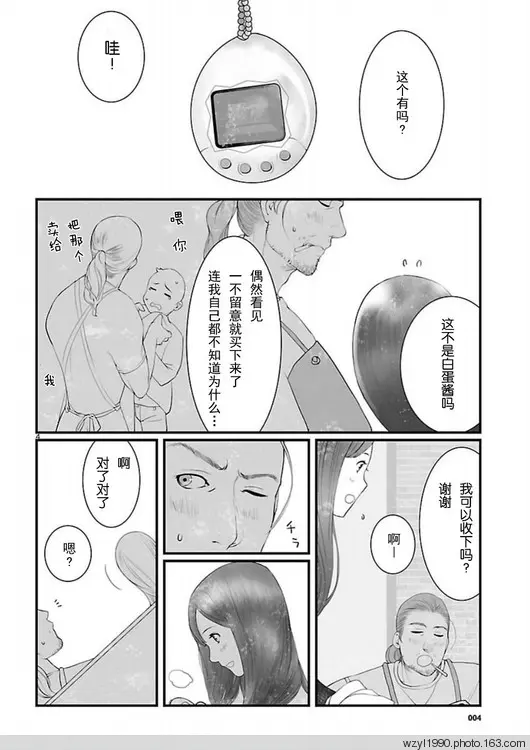 这个有吗？
哇！
这不是白蛋酱吗
偶然看见
一不留意就买下来了
连我自己都不知道为什么…
喂 你
把那个
卖给
我
我可以收下吗？
谢谢
啊—
チラ
啊
对了对了
嗯？
4
004
wzyl1990.photo.163.com